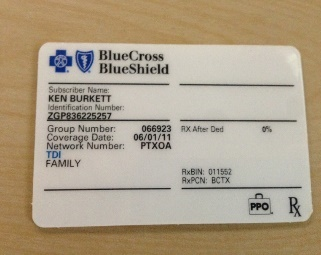 BlueCross
BlueShield
Subscriber Name:
KEN BURKETT
Identification Number:
ZGP836225257
Group Number: 066923
Coverage Date: 06/01/11
Network Number: PTXOA
TDI
FAMILY
RX After Ded 0%
RxBIN: 011552
RxPCN: BCTX
PPO Rx